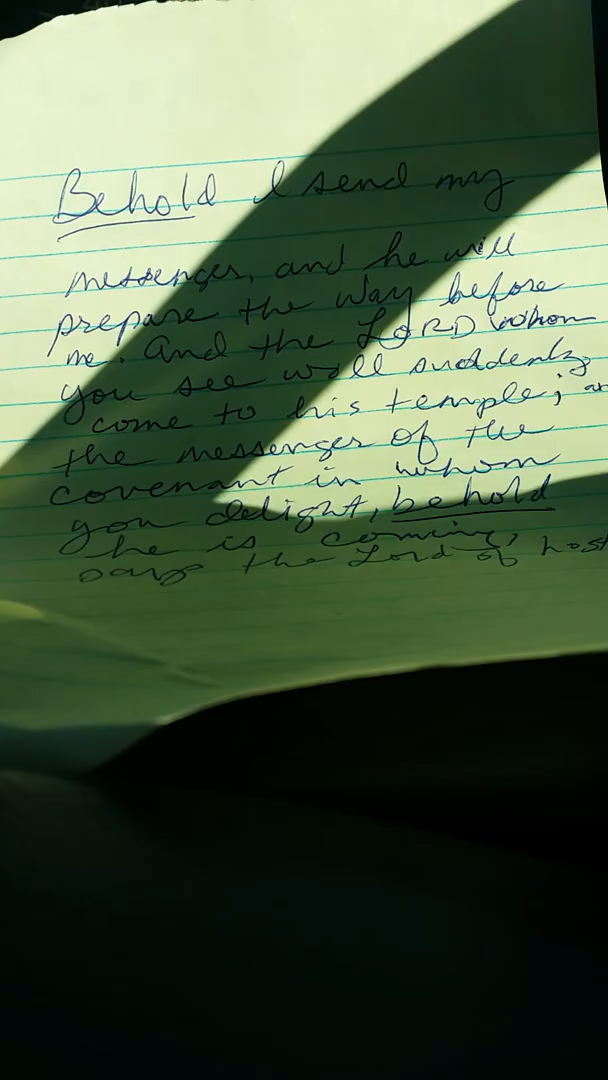 Behold I send my
messenger, and he will
prepare the way before
me. And the LORD whom
you see will suddenly
come to his temple; an
the messenger of the
covenant in whom
you delight, behold
he is coming,
says the Lord of host